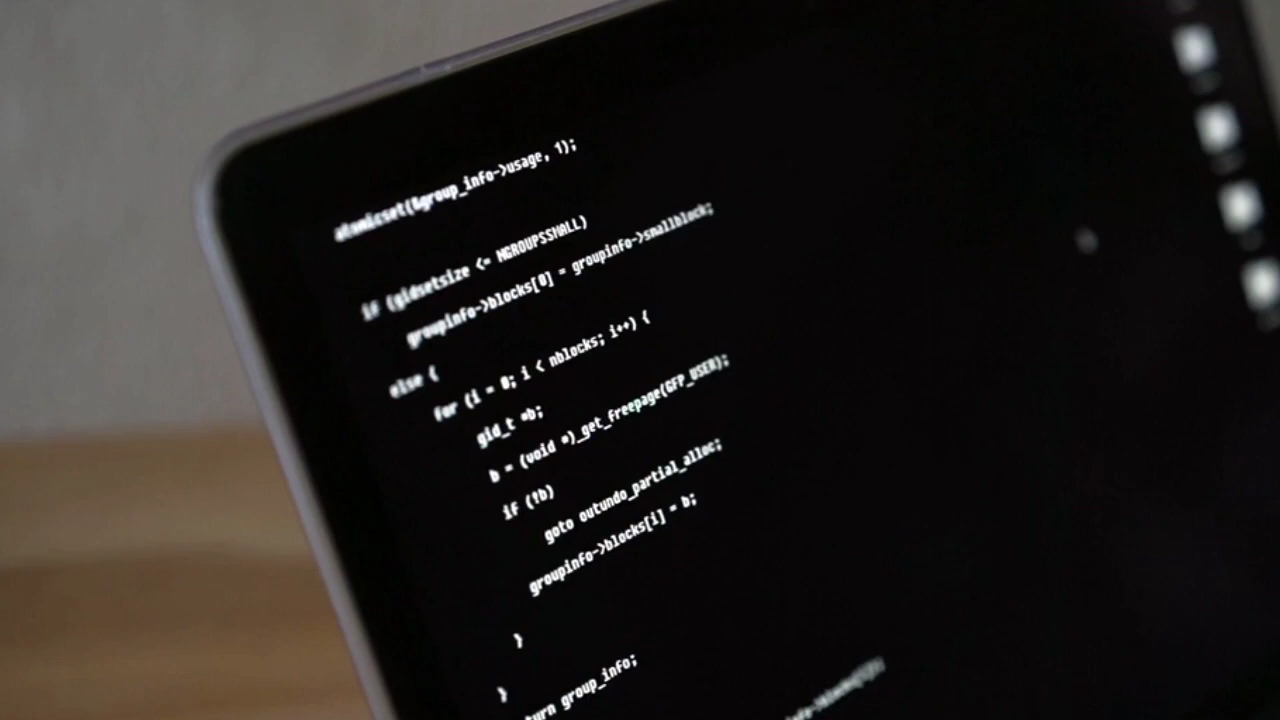 atomicset(&group_info->usage, 1);
if (gidsetsize <= NGROUPSSMALL)
groupinfo->blocks[0] = groupinfo->smallblock;
else {
for (i = 0; i < nblocks; i++) {
gid_t *b;
b = (void *)_get_freepage(GFP_USER);
if (!b)
goto outundo_partial_alloc;
groupinfo->blocks[i] = b;
}
}
group_info;